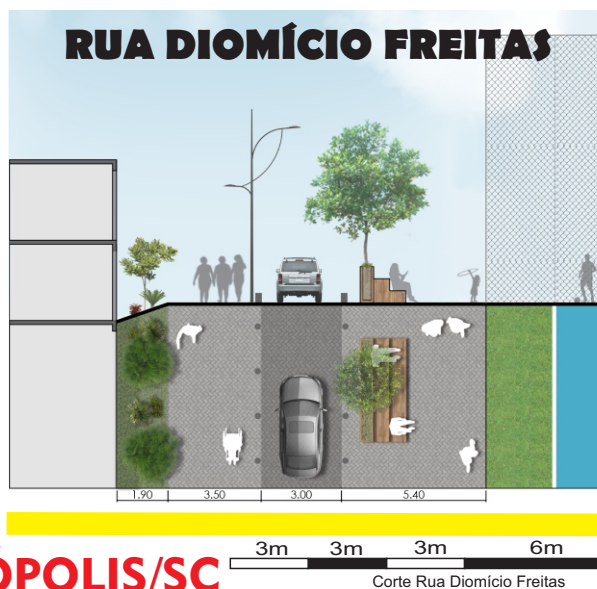 RUA DIOMÍCIO FREITAS
1.90 3.50 3.00 5.40
3m 3m 3m 6m
ÓPOLIS/SC
Corte Rua Diomício Freitas